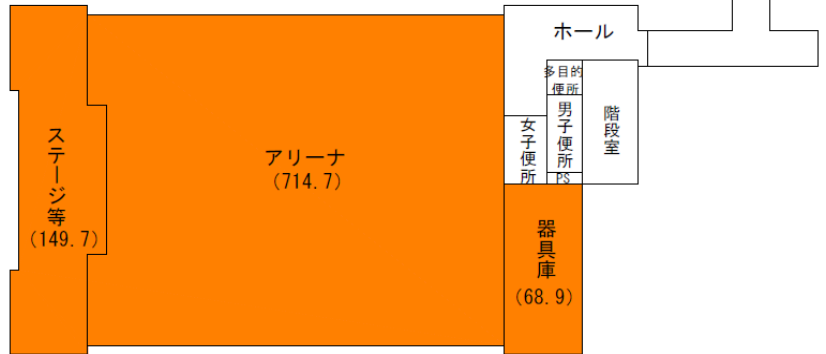 ホール
多目的
便所
男子便所
女子便所
階段室
PS
ステージ等
(149.7)
アリーナ
(714.7)
器具庫
(68.9)